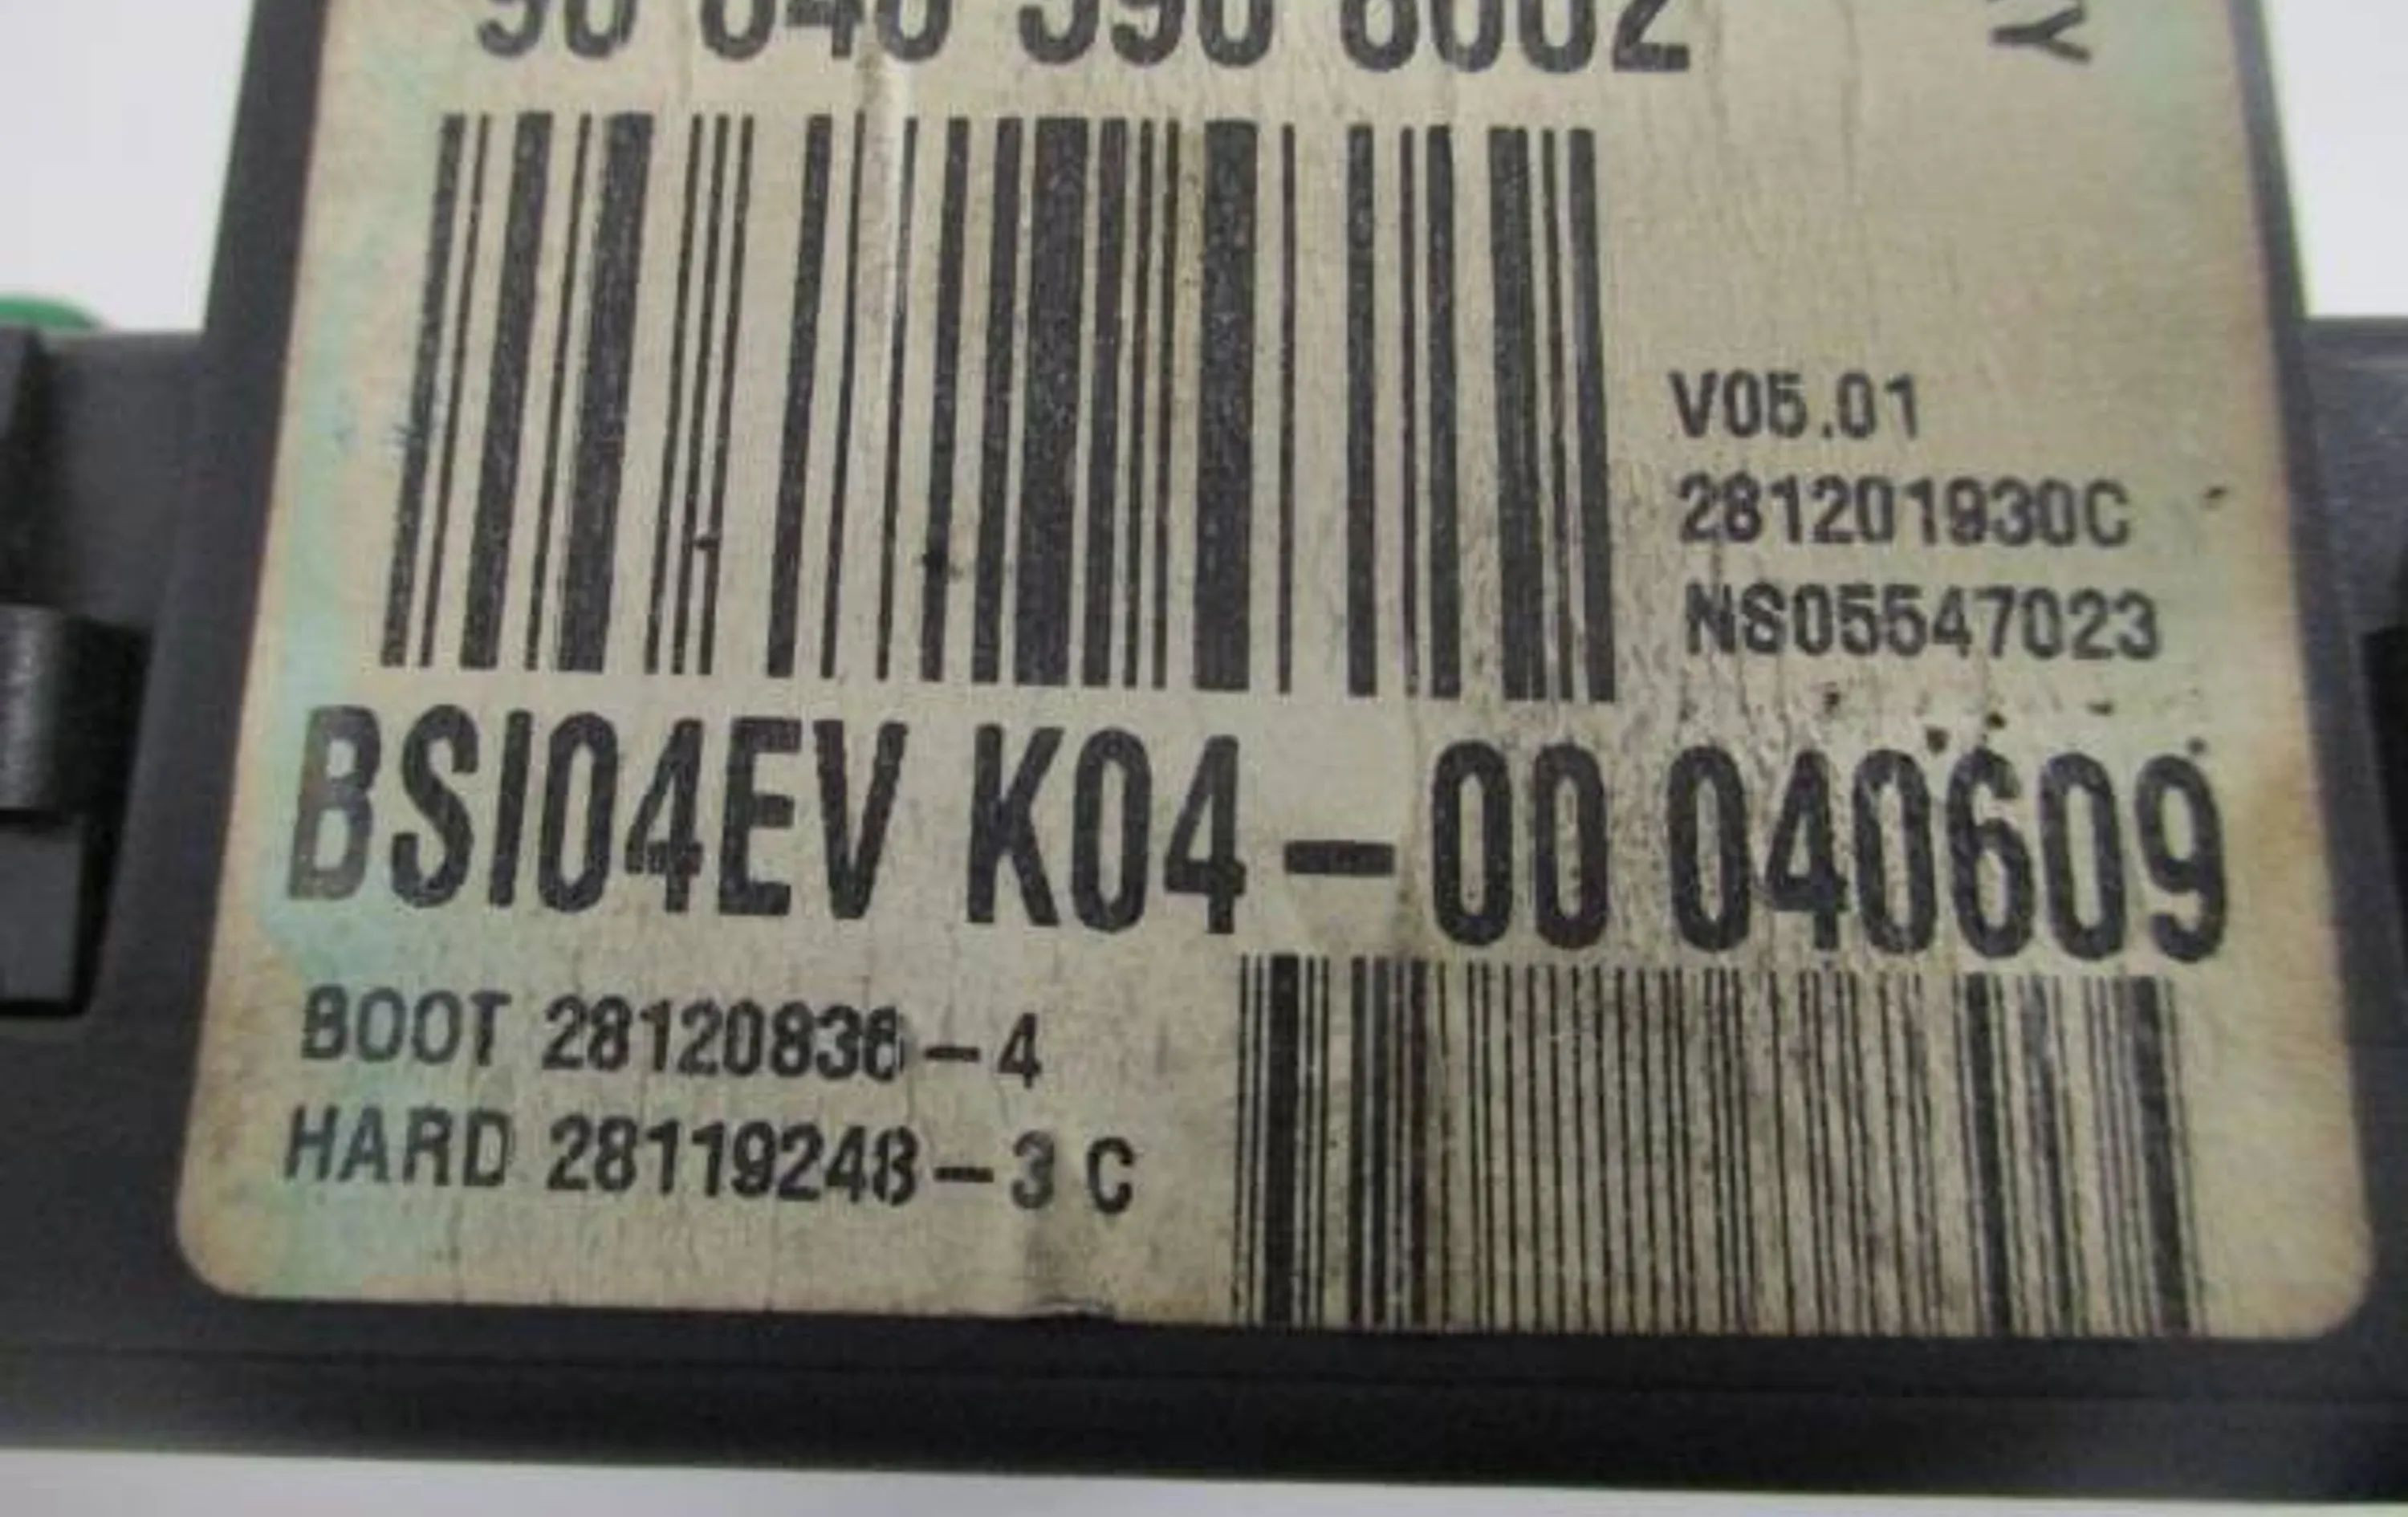 V05.01
281201930C
NS05547023
BSI04EV K04-00 040609
BOOT 28120836-4
HARD 28119248-3 C